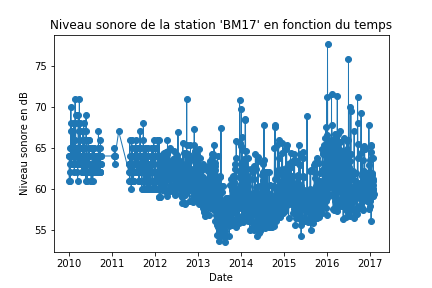 Niveau sonore de la station 'BM17' en fonction du temps
Niveau sonore en dB
75
70
65
60
55
2010 2011 2012 2013 2014 2015 2016 2017
Date